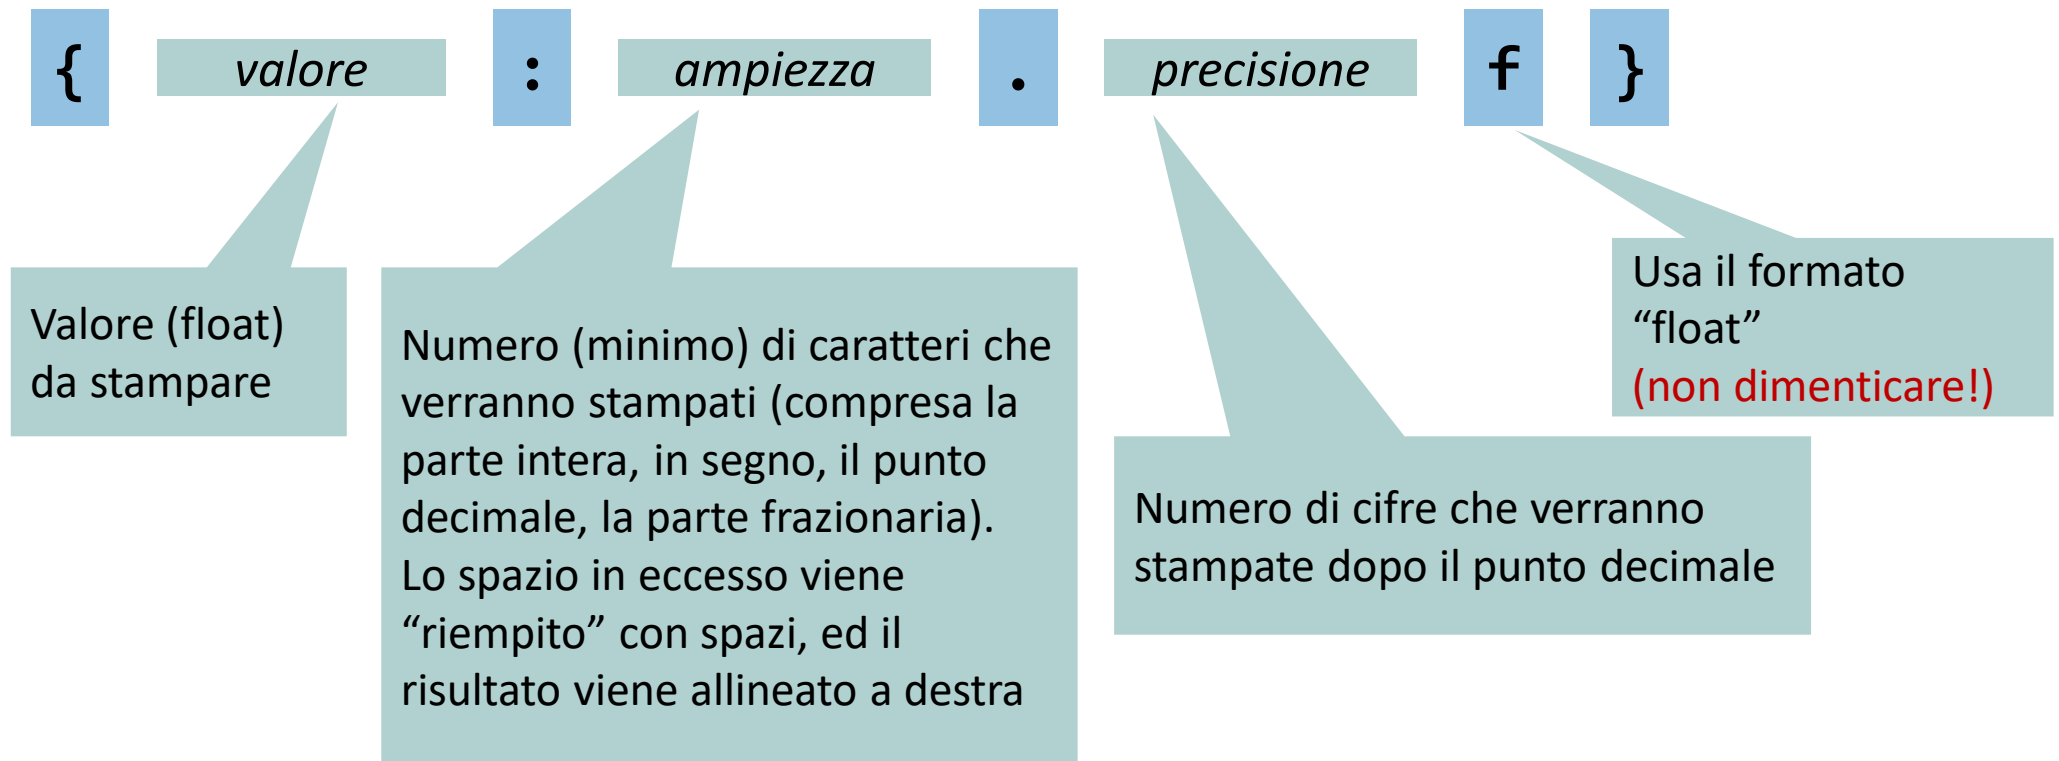 { valore : ampiezza . precisione f }
Valore (float)
da stampare
Numero (minimo) di caratteri che
verranno stampati (compresa la
parte intera, in segno, il punto
decimale, la parte frazionaria).
Lo spazio in eccesso viene
“riempito” con spazi, ed il
risultato viene allineato a destra
Numero di cifre che verranno
stampate dopo il punto decimale
Usa il formato
“float”
(non dimenticare!)